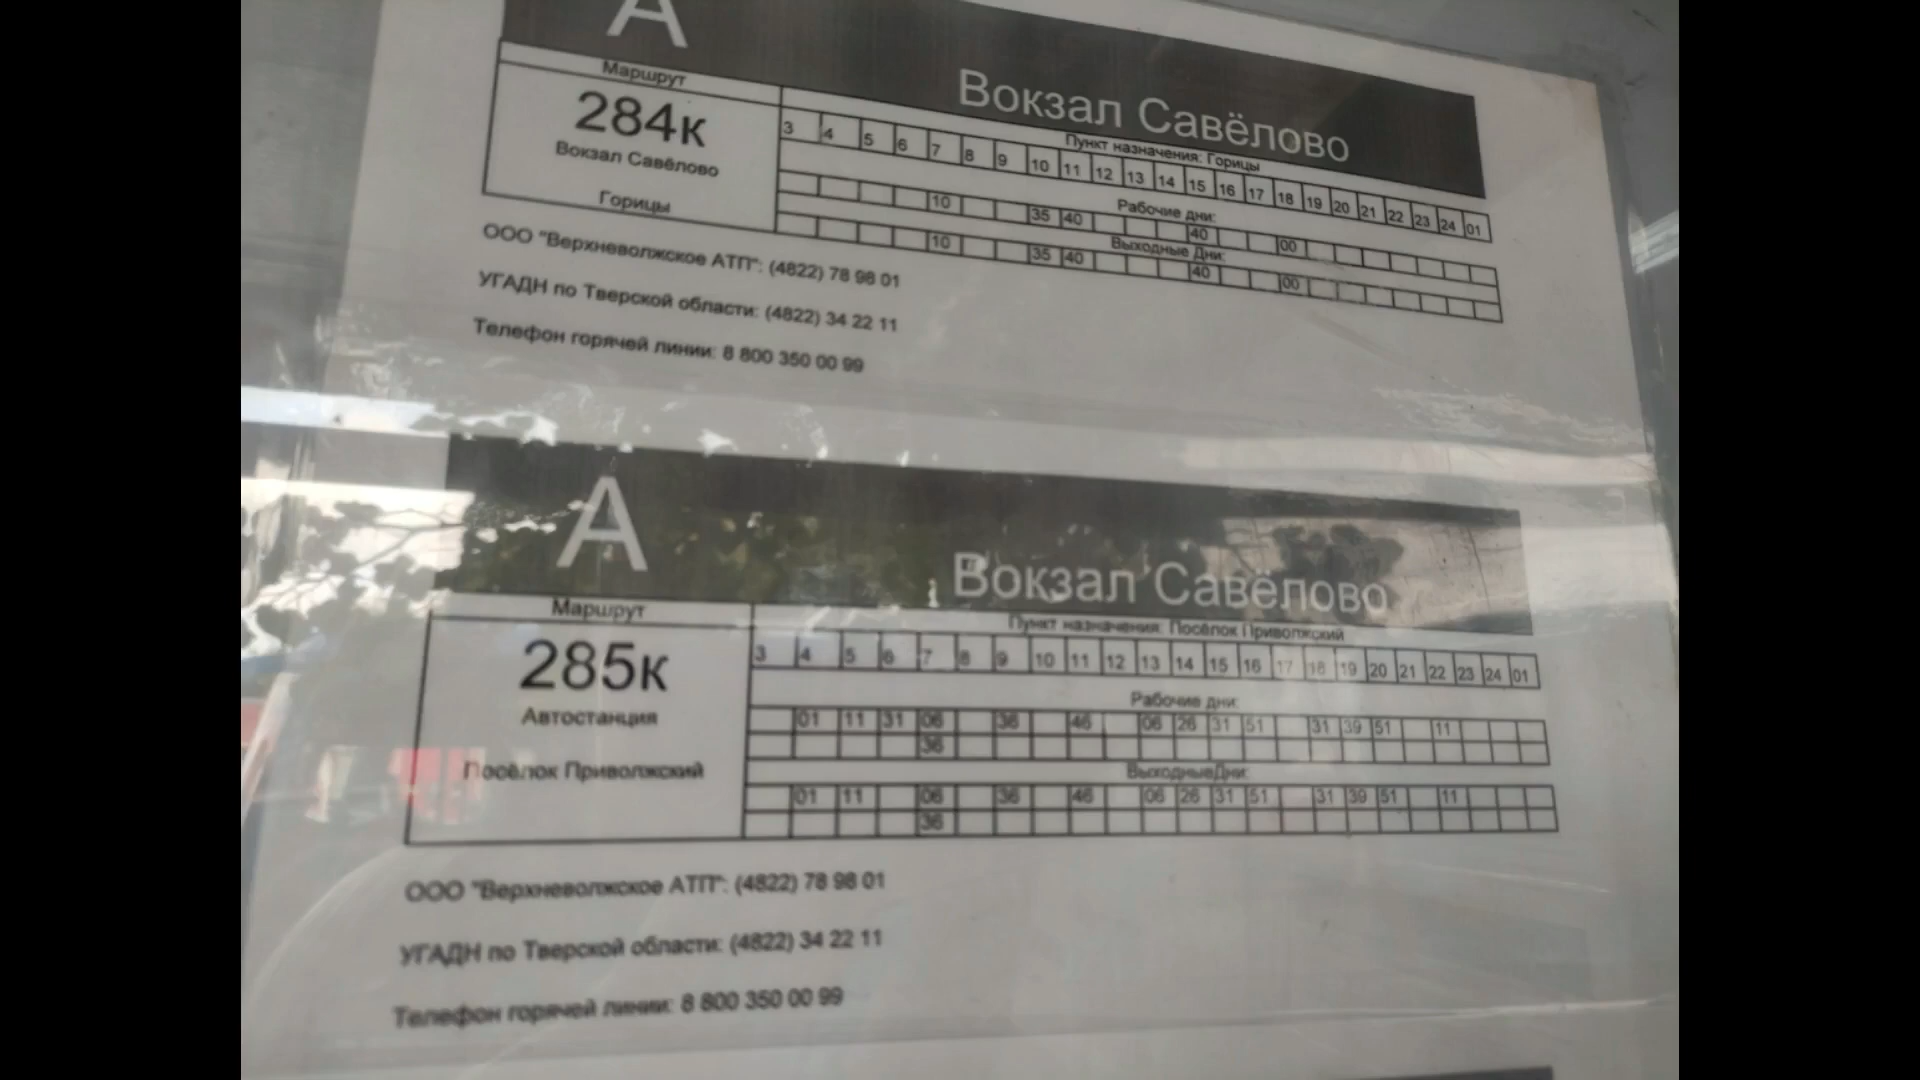 А
Вокзал Савёлово
Маршрут
284к
Вокзал Савёлово
Горицы
Пункт назначения: Горицы
3 4 5 6 7 8 9 10 11 12 13 14 15 16 17 18 19 20 21 22 23 24 01
Рабочие дни:
10 35 40 40 00
Выходные Дни:
10 35 40 40 00
ООО "Верхневолжское АТП": (4822) 78 98 01
УГАДН по Тверской области: (4822) 34 22 11
Телефон горячей линии: 8 800 350 00 99
А
Вокзал Савёлово
Маршрут
285к
Автостанция
Посёлок Приволжский
Пункт назначения: Посёлок Приволжский
3 4 5 6 7 8 9 10 11 12 13 14 15 16 17 18 19 20 21 22 23 24 01
Рабочие дни:
01 11 31 06 36 46 06 26 31 51 31 39 51 11
36
ВыходныеДни:
01 11 06 36 46 06 26 31 51 31 39 51 11
36
ООО "Верхневолжское АТП": (4822) 78 98 01
УГАДН по Тверской области: (4822) 34 22 11
Телефон горячей линии: 8 800 350 00 99